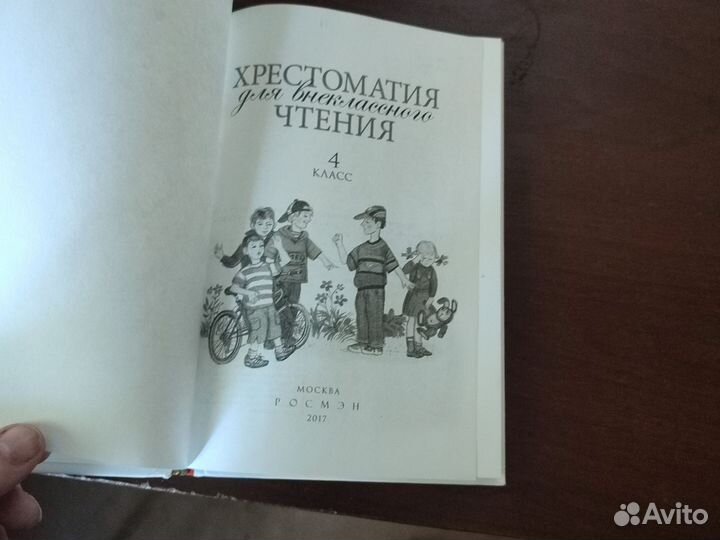 ХРЕСТОМАТИЯ
для внеклассного
ЧТЕНИЯ
4
КЛАСС
МОСКВА
РОСМЭН
2017
Avito